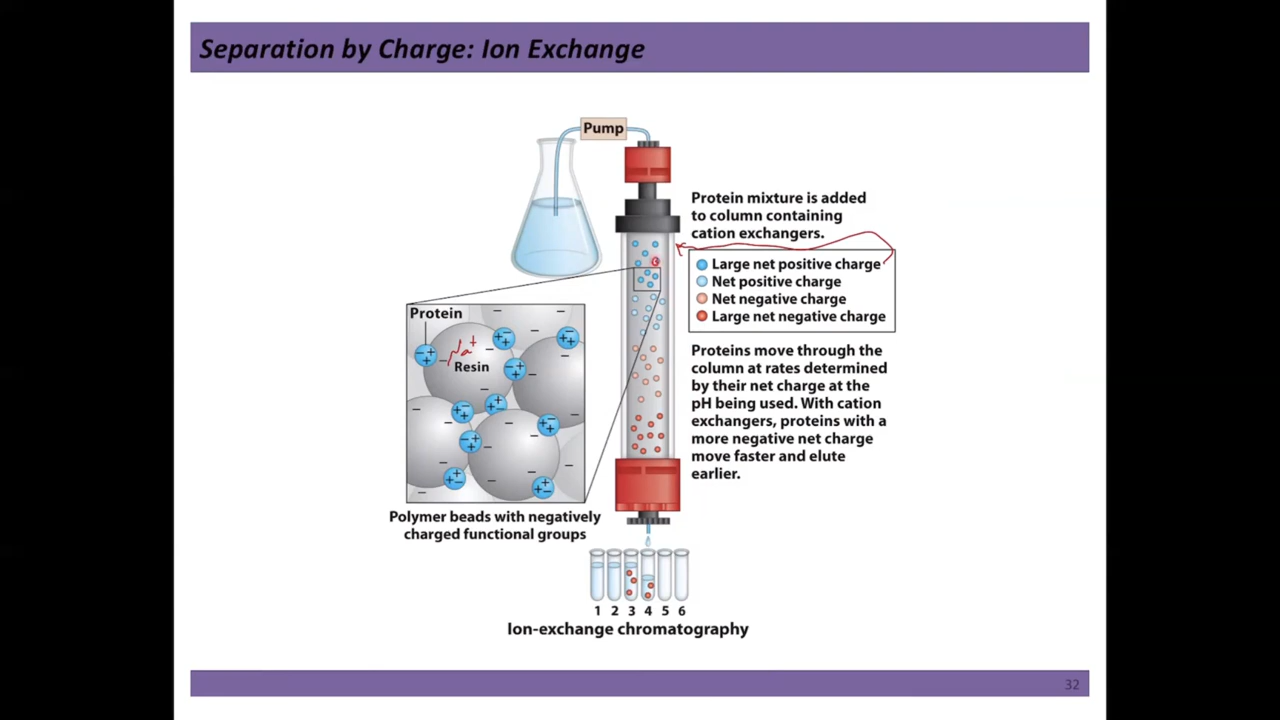 Separation by Charge: Ion Exchange
Pump
Protein mixture is added
to column containing
cation exchangers.
Large net positive charge
Net positive charge
Net negative charge
Large net negative charge
Protein
Na+
Resin
Proteins move through the
column at rates determined
by their net charge at the
pH being used. With cation
exchangers, proteins with a
more negative net charge
move faster and elute
earlier.
Polymer beads with negatively
charged functional groups
1 2 3 4 5 6
Ion-exchange chromatography
32